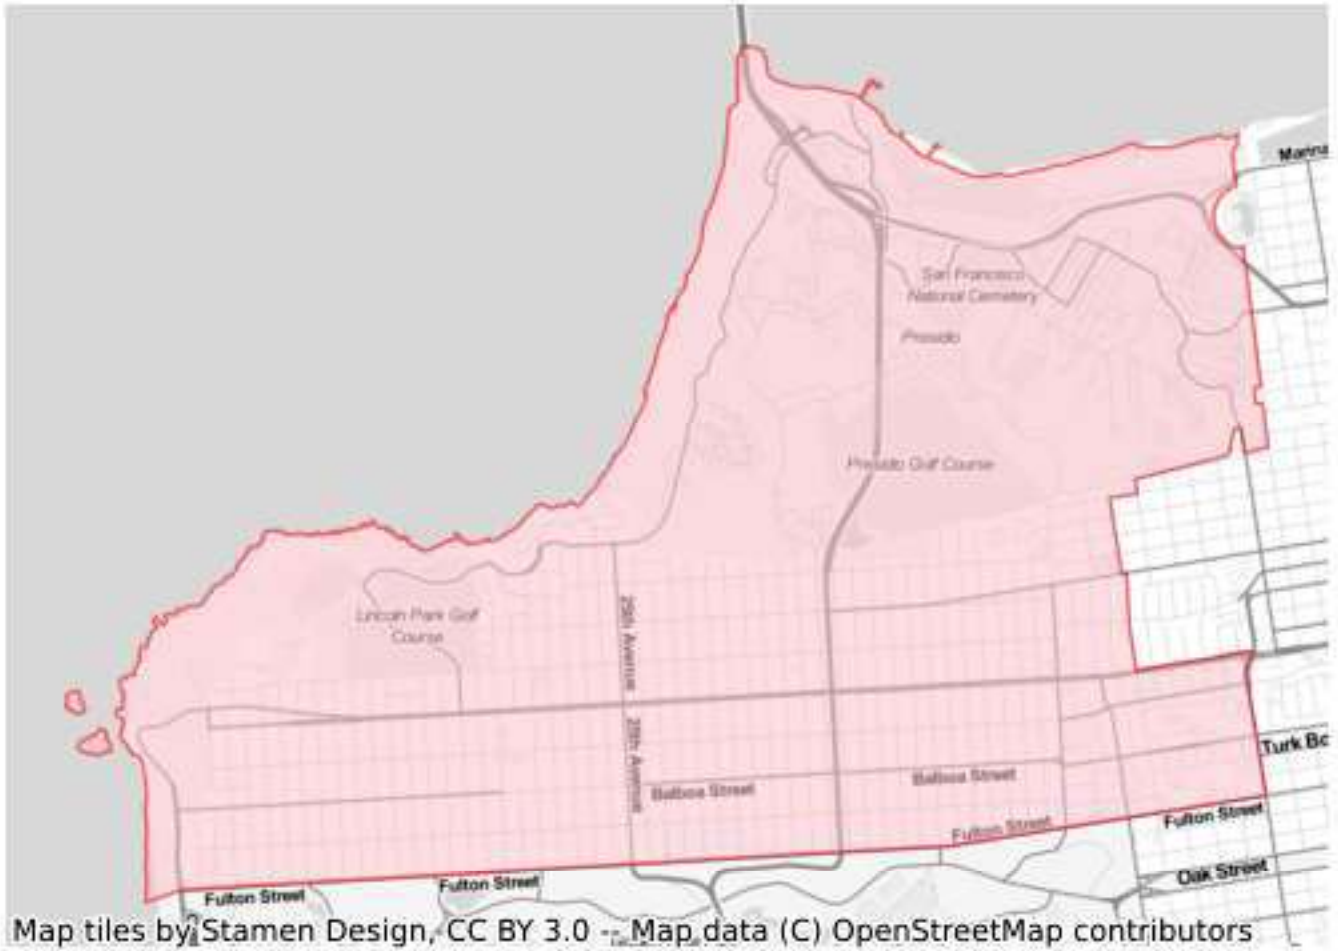 Marina
San Francisco
National Cemetery
Presidio
Presidio Golf Course
Lincoln Park Golf
Course
25th Avenue
25th Avenue
Turk Bo
Balboa Street
Balboa Street
Fulton Street
Fulton Street
Fulton Street
Fulton Street
Oak Street
Map tiles by Stamen Design, CC BY 3.0 -- Map data (C) OpenStreetMap contributors